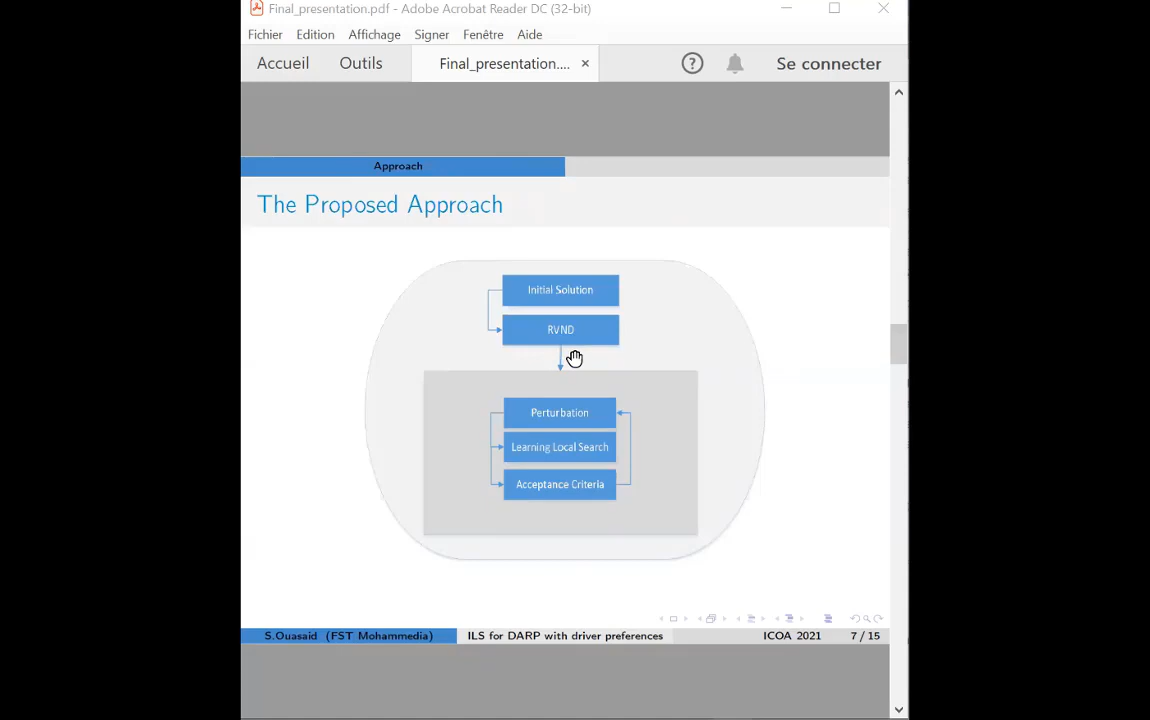 Final_presentation.pdf - Adobe Acrobat Reader DC (32-bit)
Fichier Edition Affichage Signer Fenêtre Aide
Accueil Outils Final_presentation.... × ? Se connecter
Approach
The Proposed Approach
Initial Solution
RVND
Perturbation
Learning Local Search
Acceptance Criteria
S.Ouasaid (FST Mohammedia) ILS for DARP with driver preferences ICOA 2021 7 / 15